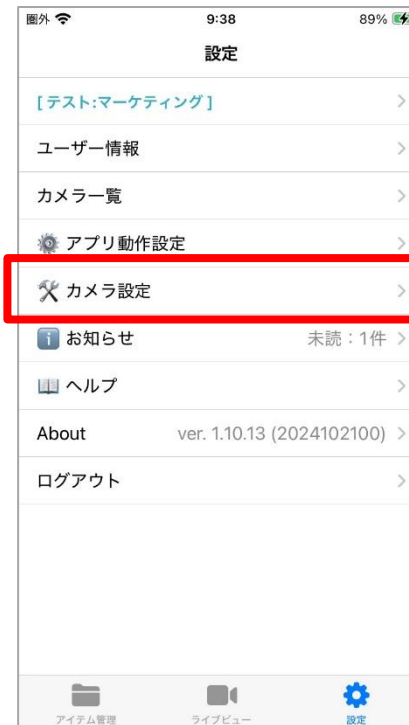 圏外 9:38 89%
設定
[ テスト:マーケティング ]
ユーザー情報
カメラ一覧
アプリ動作設定
カメラ設定
お知らせ 未読：1件
ヘルプ
About ver. 1.10.13 (2024102100)
ログアウト
アイテム管理 ライブビュー 設定